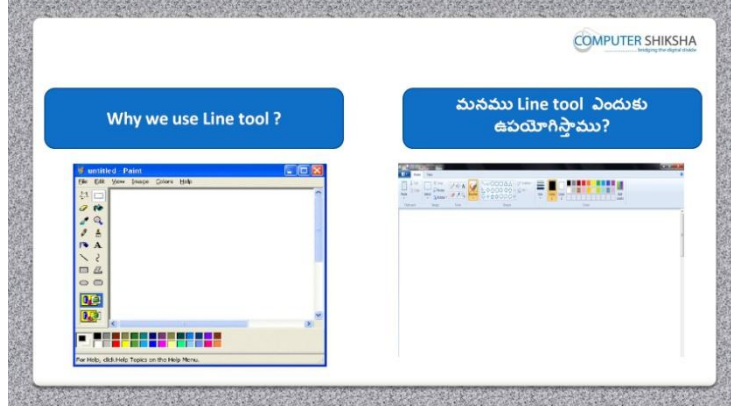 COMPUTER SHIKSHA
Bridging the digital divide
Why we use Line tool ?
మనము Line tool ఎందుకు
ఉపయోగిస్తాము?
untitled - Paint
File Edit View Image Colors Help
A
For Help, click Help Topics on the Help Menu.